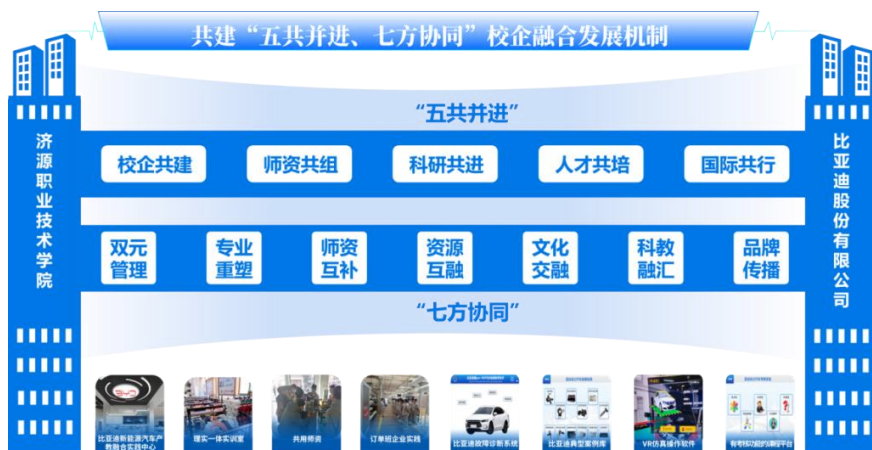 共建“五共并进、七方协同”校企融合发展机制
“五共并进”
济源职业技术学院
校企共建
师资共组
科研共进
人才共培
国际共行
比亚迪股份有限公司
双元
管理
专业
重塑
师资
互补
资源
互融
文化
交融
科教
融汇
品牌
传播
“七方协同”
比亚迪新能源汽车产
教融合实践中心
理实一体实训室
共用师资
订单班企业实践
比亚迪故障诊断系统
比亚迪典型案例库
VR仿真操作软件